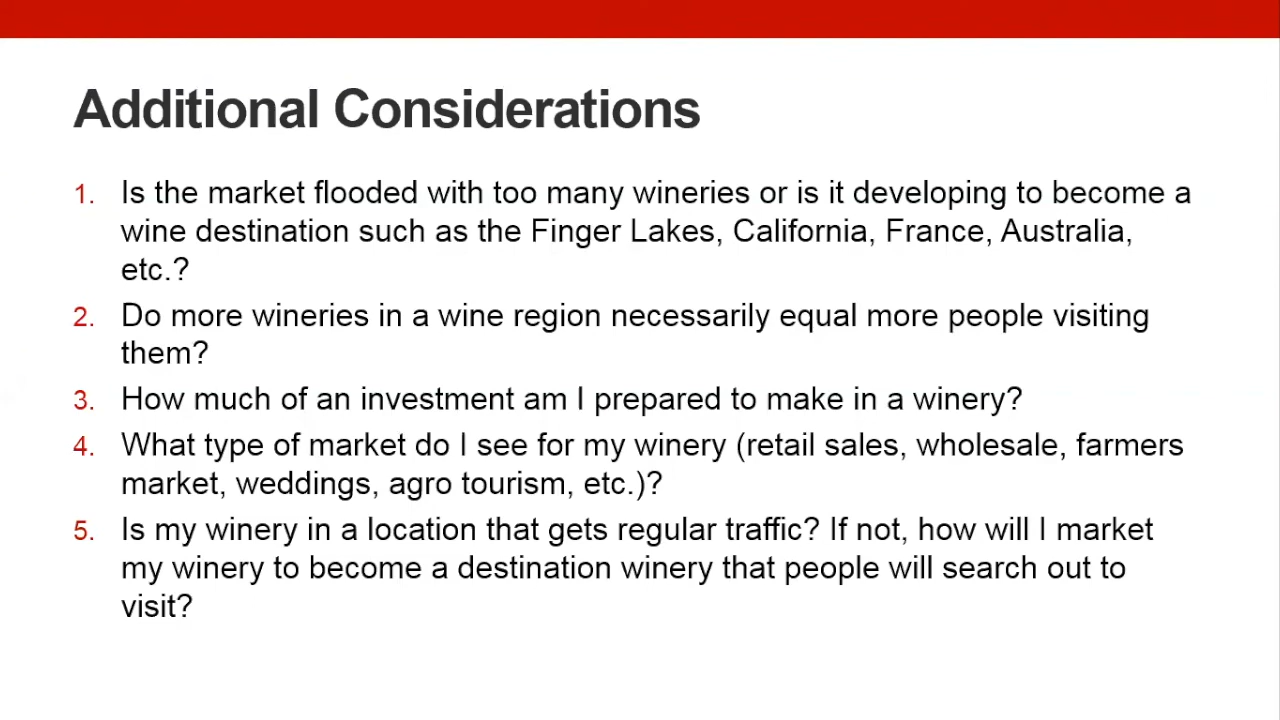 Additional Considerations
1. Is the market flooded with too many wineries or is it developing to become a
wine destination such as the Finger Lakes, California, France, Australia,
etc.?
2. Do more wineries in a wine region necessarily equal more people visiting
them?
3. How much of an investment am I prepared to make in a winery?
4. What type of market do I see for my winery (retail sales, wholesale, farmers
market, weddings, agro tourism, etc.)?
5. Is my winery in a location that gets regular traffic? If not, how will I market
my winery to become a destination winery that people will search out to
visit?